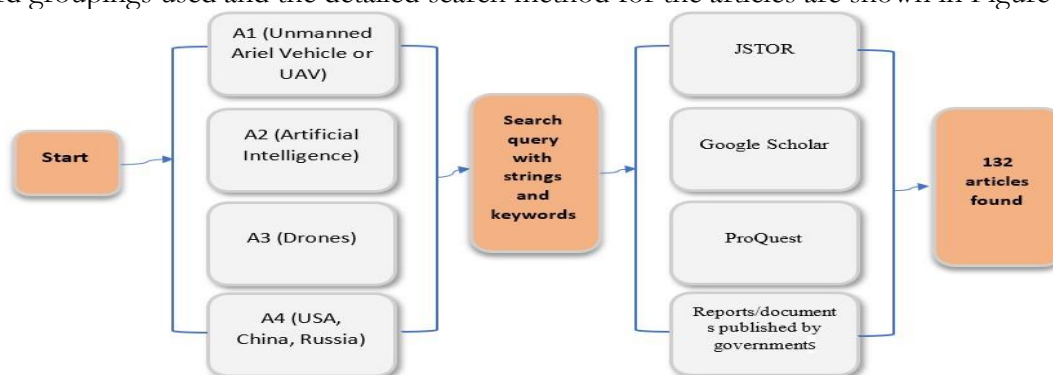 d groupings used and the detailed search method for the articles are shown in Figure
Start
A1 (Unmanned
Ariel Vehicle or
UAV)
A2 (Artificial
Intelligence)
A3 (Drones)
A4 (USA,
China, Russia)
Search
query
with
strings
and
keywords
JSTOR
Google Scholar
ProQuest
Reports/document
s published by
governments
132
articles
found